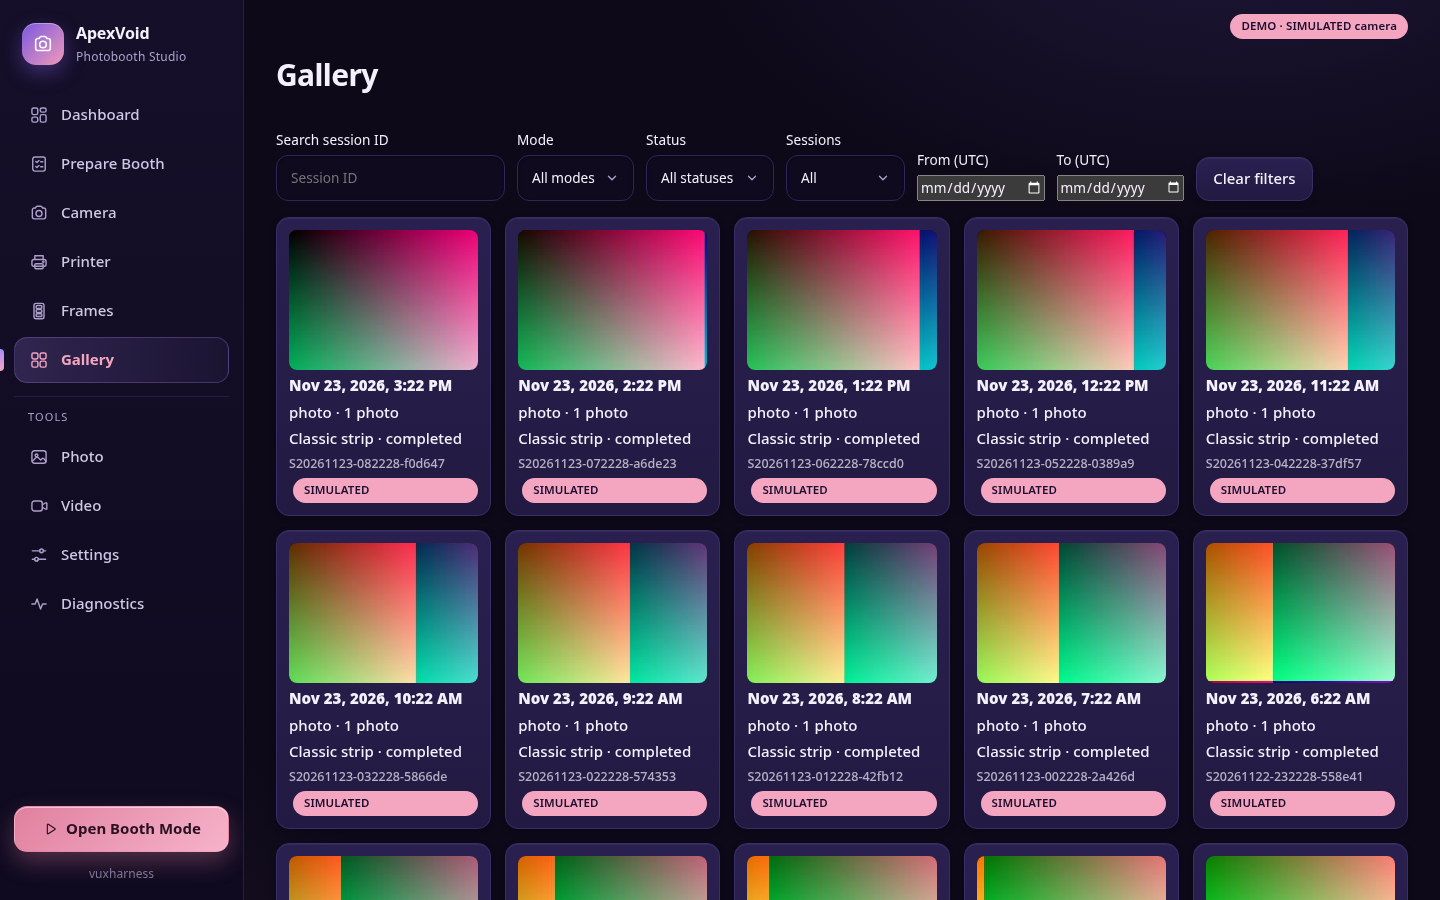 ApexVoid
Photobooth Studio
Dashboard
Prepare Booth
Camera
Printer
Frames
Gallery
TOOLS
Photo
Video
Settings
Diagnostics
Open Booth Mode
vuxharness
DEMO · SIMULATED camera
Gallery
Search session ID
Session ID
Mode
All modes
Status
All statuses
Sessions
All
From (UTC)
mm/dd/yyyy
To (UTC)
mm/dd/yyyy
Clear filters
Nov 23, 2026, 3:22 PM
photo · 1 photo
Classic strip · completed
S20261123-082228-f0d647
SIMULATED
Nov 23, 2026, 2:22 PM
photo · 1 photo
Classic strip · completed
S20261123-072228-a6de23
SIMULATED
Nov 23, 2026, 1:22 PM
photo · 1 photo
Classic strip · completed
S20261123-062228-78ccd0
SIMULATED
Nov 23, 2026, 12:22 PM
photo · 1 photo
Classic strip · completed
S20261123-052228-0389a9
SIMULATED
Nov 23, 2026, 11:22 AM
photo · 1 photo
Classic strip · completed
S20261123-042228-37df57
SIMULATED
Nov 23, 2026, 10:22 AM
photo · 1 photo
Classic strip · completed
S20261123-032228-5866de
SIMULATED
Nov 23, 2026, 9:22 AM
photo · 1 photo
Classic strip · completed
S20261123-022228-574353
SIMULATED
Nov 23, 2026, 8:22 AM
photo · 1 photo
Classic strip · completed
S20261123-012228-42fb12
SIMULATED
Nov 23, 2026, 7:22 AM
photo · 1 photo
Classic strip · completed
S20261123-002228-2a426d
SIMULATED
Nov 23, 2026, 6:22 AM
photo · 1 photo
Classic strip · completed
S20261122-232228-558e41
SIMULATED